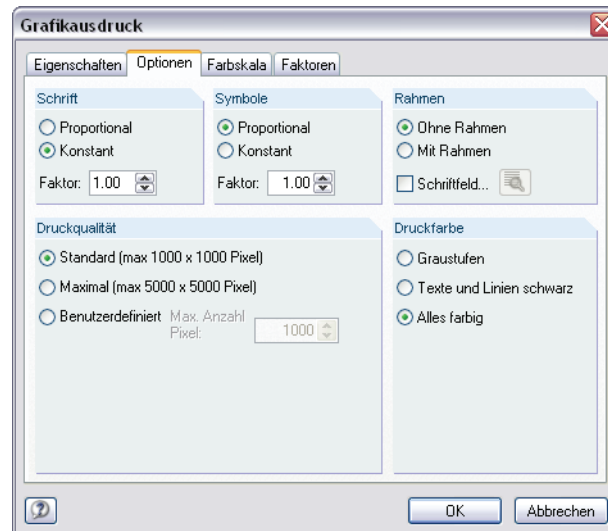 Grafikausdruck
Eigenschaften Optionen Farbskala Faktoren
Schrift
Proportional
Konstant
Faktor: 1.00
Symbole
Proportional
Konstant
Faktor: 1.00
Rahmen
Ohne Rahmen
Mit Rahmen
Schriftfeld...
Druckqualität
Standard (max 1000 x 1000 Pixel)
Maximal (max 5000 x 5000 Pixel)
Benutzerdefiniert Max. Anzahl
Pixel: 1000
Druckfarbe
Graustufen
Texte und Linien schwarz
Alles farbig
OK Abbrechen